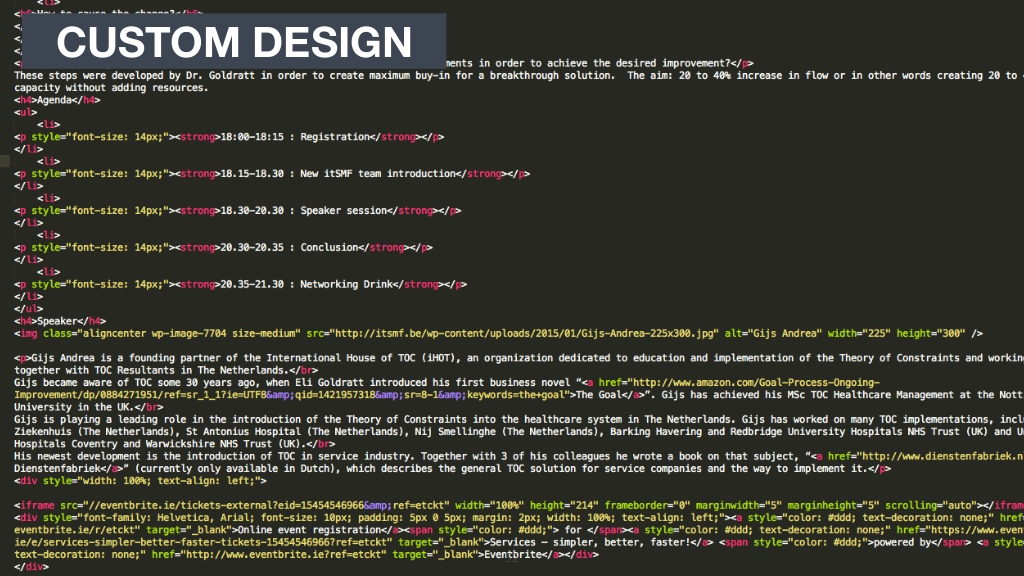 <li>
CUSTOM DESIGN
ments in order to achieve the desired improvement?</p>
These steps were developed by Dr. Goldratt in order to create maximum buy-in for a breakthrough solution.  The aim: 20 to 40% increase in flow or in other words creating 20 to
capacity without adding resources.
<h4>Agenda</h4>
<ul>
<li>
<p style="font-size: 14px;"><strong>18:00-18:15 : Registration</strong></p>
</li>
<li>
<p style="font-size: 14px;"><strong>18.15-18.30 : New itSMF team introduction</strong></p>
</li>
<li>
<p style="font-size: 14px;"><strong>18.30-20.30 : Speaker session</strong></p>
</li>
<li>
<p style="font-size: 14px;"><strong>20.30-20.35 : Conclusion</strong></p>
</li>
<li>
<p style="font-size: 14px;"><strong>20.35-21.30 : Networking Drink</strong></p>
</li>
</ul>
<h4>Speaker</h4>
<img class="aligncenter wp-image-7704 size-medium" src="http://itsmf.be/wp-content/uploads/2015/01/Gijs-Andrea-225x300.jpg" alt="Gijs Andrea" width="225" height="300" />
<p>Gijs Andrea is a founding partner of the International House of TOC (iHOT), an organization dedicated to education and implementation of the Theory of Constraints and workin
together with TOC Resultants in The Netherlands.</br>
Gijs became aware of TOC some 30 years ago, when Eli Goldratt introduced his first business novel “<a href="http://www.amazon.com/Goal-Process-Ongoing-
Improvement/dp/0884271951/ref=sr_1_1?ie=UTF8&amp;qid=1421957318&amp;sr=8-1&amp;keywords=the+goal">The Goal</a>”. Gijs has achieved his MSc TOC Healthcare Management at the Nott
University in the UK.</br>
Gijs is playing a leading role in the introduction of the Theory of Constraints into the healthcare system in The Netherlands. Gijs has worked on many TOC implementations, incl
Ziekenhuis (The Netherlands), St Antonius Hospital (The Netherlands), Nij Smellinghe (The Netherlands), Barking Havering and Redbridge University Hospitals NHS Trust (UK) and Un
Hospitals Coventry and Warwickshire NHS Trust (UK).</br>
His newest development is the introduction of TOC in service industry. Together with 3 of his colleagues he wrote a book on that subject, “<a href="http://www.dienstenfabriek.n
Dienstenfabriek</a>” (currently only available in Dutch), which describes the general TOC solution for service companies and the way to implement it.</p>
<div style="width: 100%; text-align: left;">
<iframe src="//eventbrite.ie/tickets-external?eid=15454546966&amp;ref=etckt" width="100%" height="214" frameborder="0" marginwidth="5" marginheight="5" scrolling="auto"></ifram
<div style="font-family: Helvetica, Arial; font-size: 10px; padding: 5px 0 5px; margin: 2px; width: 100%; text-align: left;"><a style="color: #ddd; text-decoration: none;" href
eventbrite.ie/r/etckt" target="_blank">Online event registration</a><span style="color: #ddd;"> for </span><a style="color: #ddd; text-decoration: none;" href="https://www.even
ie/e/services-simpler-better-faster-tickets-15454546966?ref=etckt" target="_blank">Services – simpler, better, faster!</a> <span style="color: #ddd;">powered by</span> <a style
text-decoration: none;" href="http://www.eventbrite.ie?ref=etckt" target="_blank">Eventbrite</a></div>
</div>